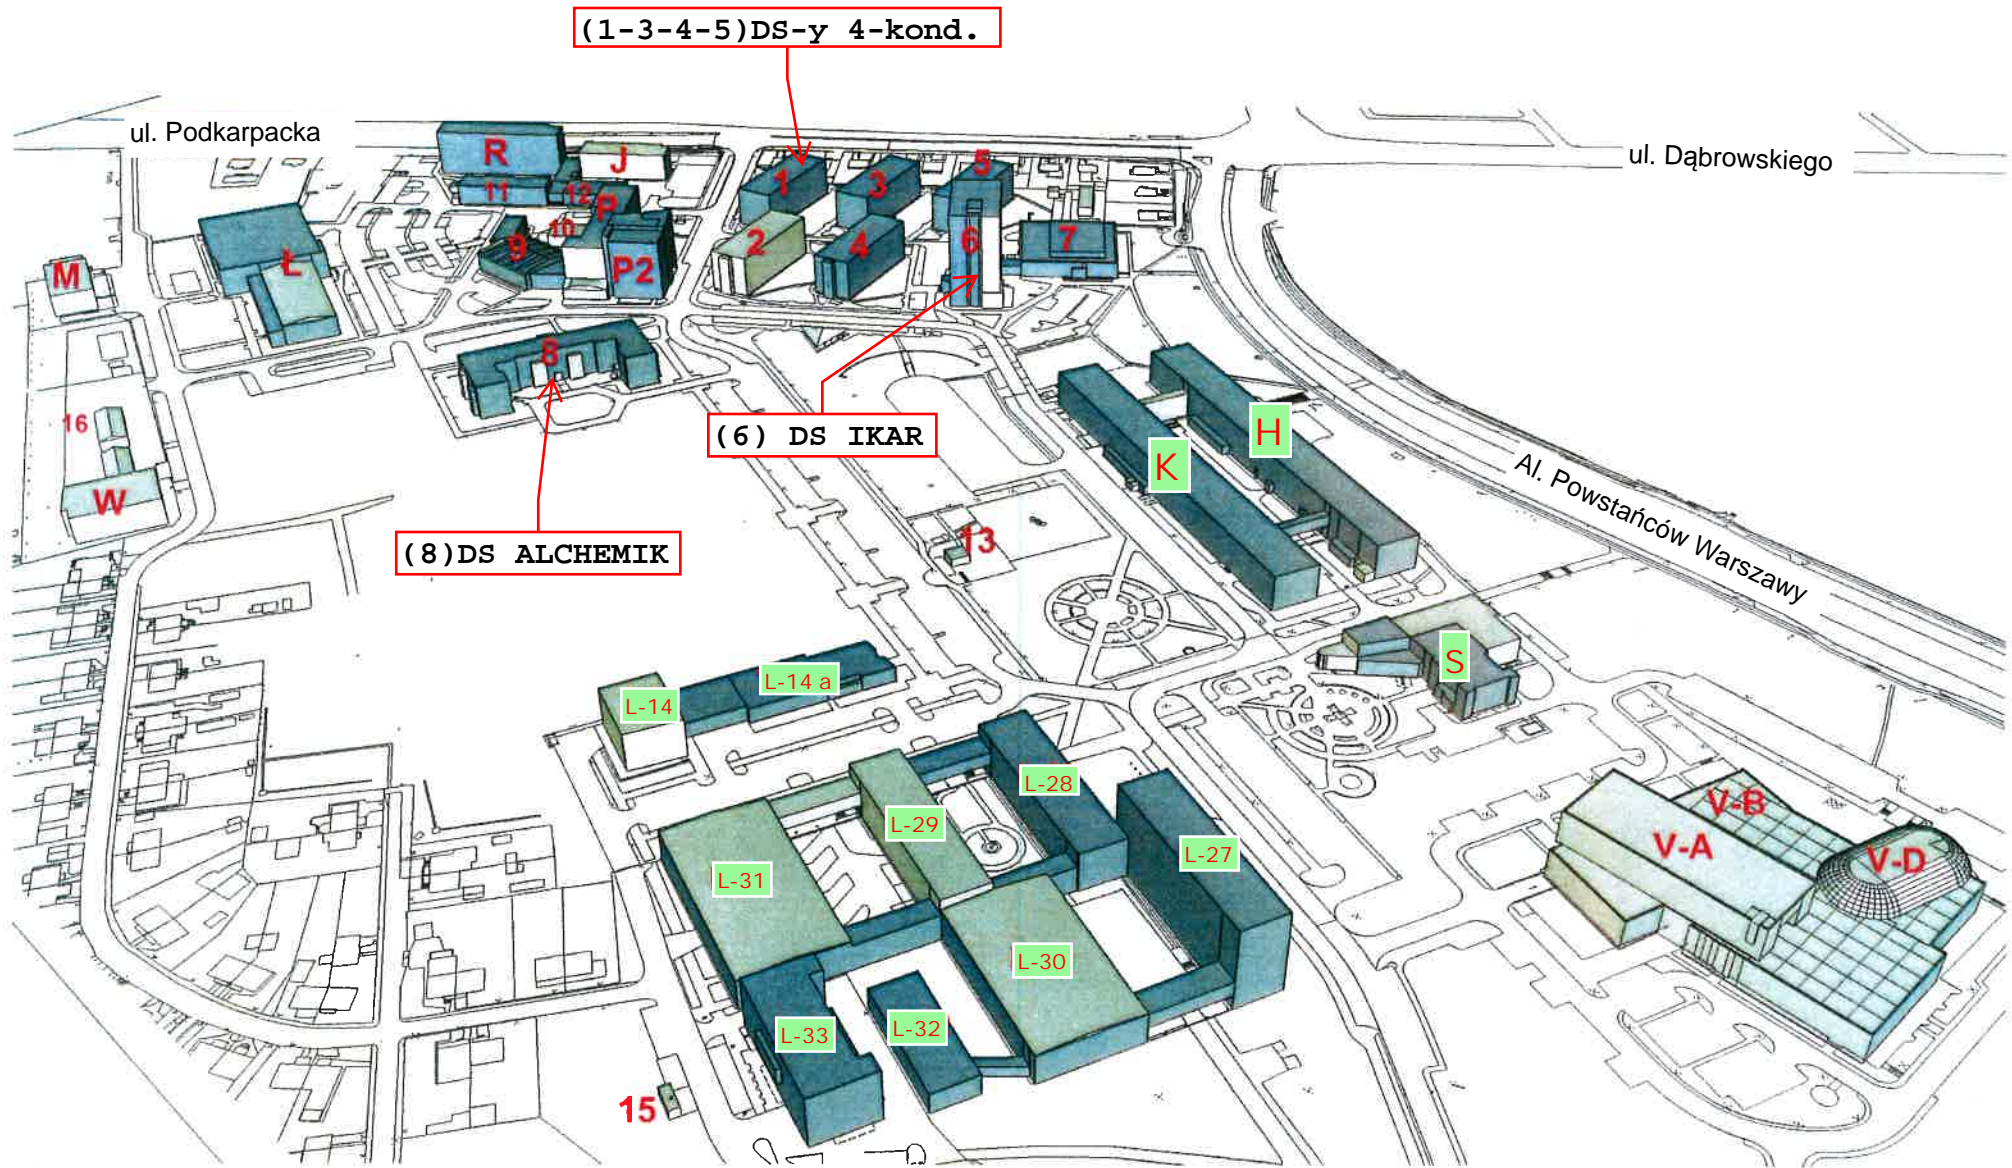 (1-3-4-5)DS-y 4-kond.
ul. Podkarpacka
ul. Dąbrowskiego
R
J
11
12
P
1
3
5
9
10
P2
2
4
6
7
Ł
M
8
16
W
(6) DS IKAR
(8)DS ALCHEMIK
K
H
Al. Powstańców Warszawy
13
S
L-14
L-14 a
L-28
L-29
L-27
L-31
L-30
L-33
L-32
15
V-B
V-A
V-D